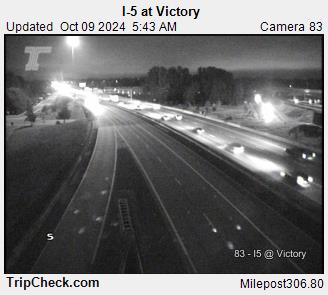 I-5 at Victory
Updated Oct 09 2024 5:43 AM Camera 83
T
S
83 - I5 @ Victory
TripCheck.com Milepost306.80